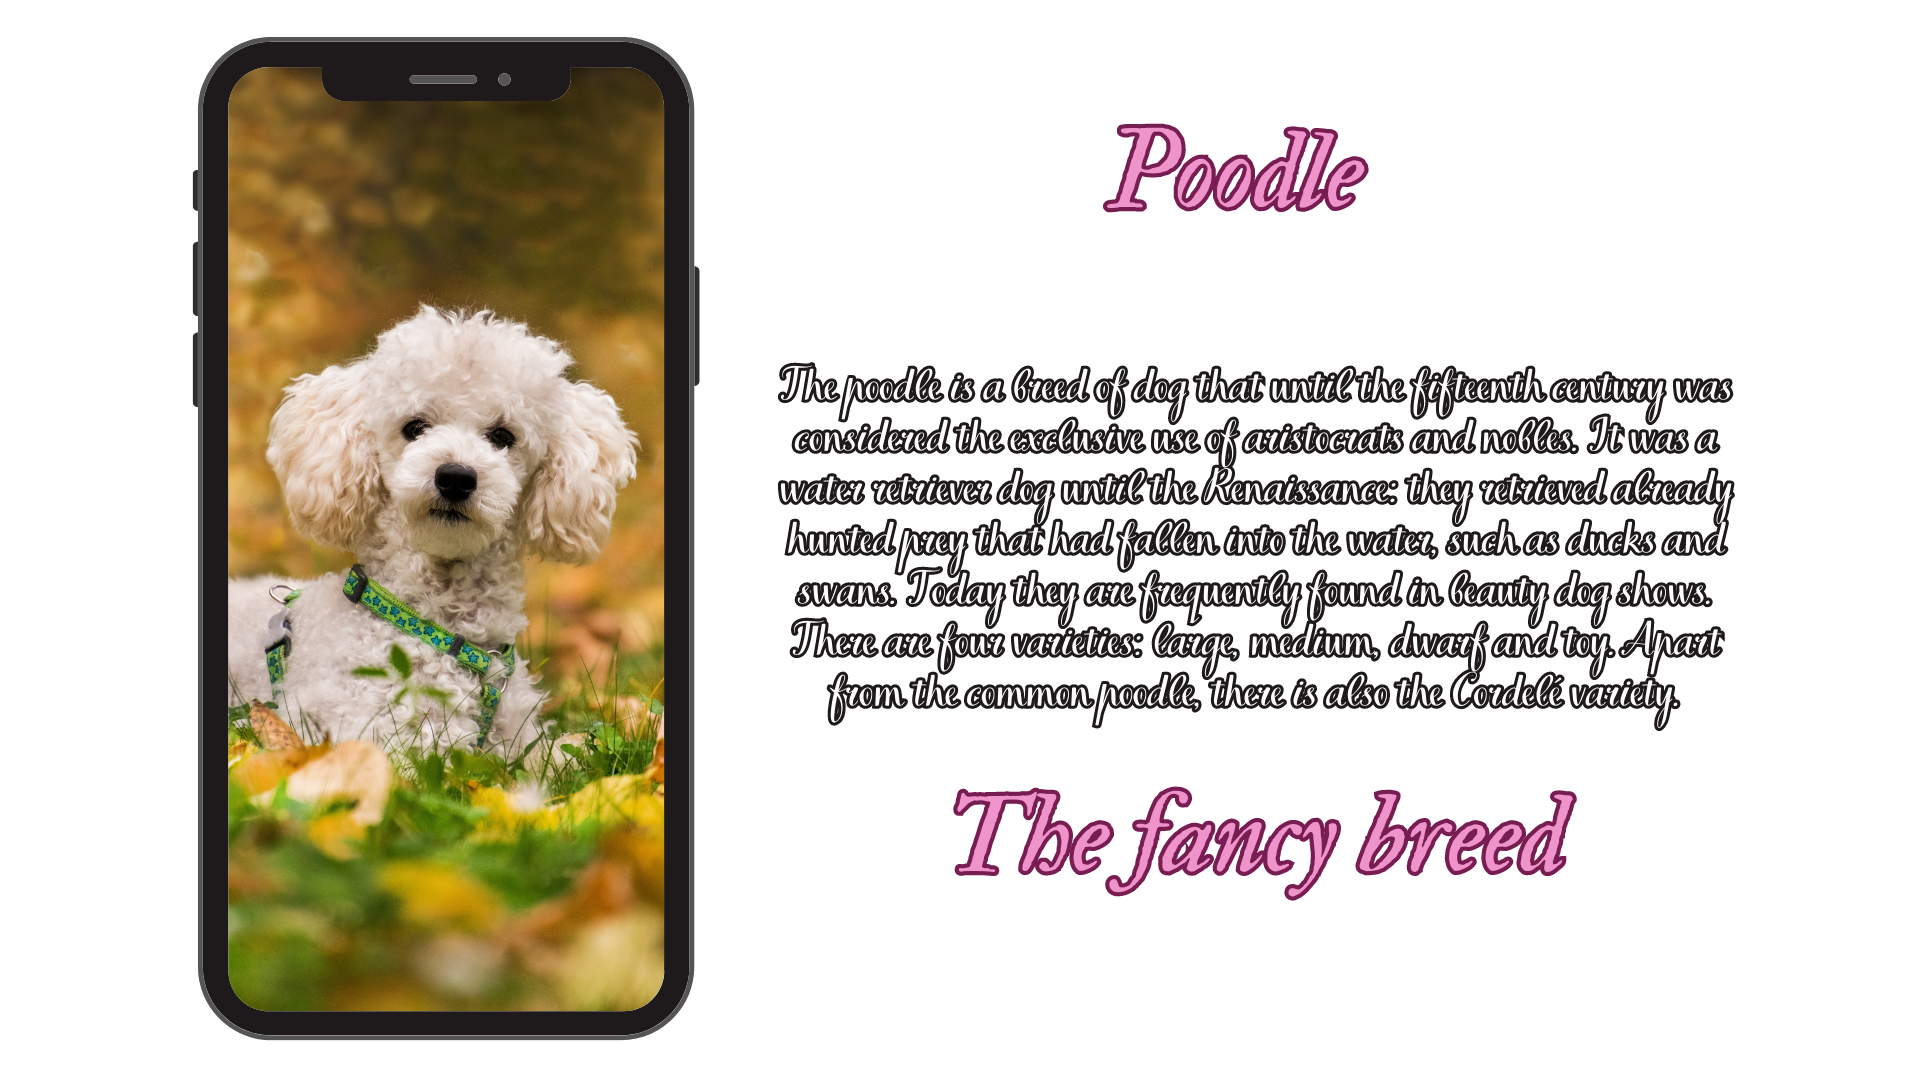 Poodle
The poodle is a breed of dog that until the fifteenth century was
considered the exclusive use of aristocrats and nobles. It was a
water retriever dog until the Renaissance: they retrieved already
hunted prey that had fallen into the water, such as ducks and
swans. Today they are frequently found in beauty dog shows.
There are four varieties: large, medium, dwarf and toy. Apart
from the common poodle, there is also the Cordelé variety.
The fancy breed